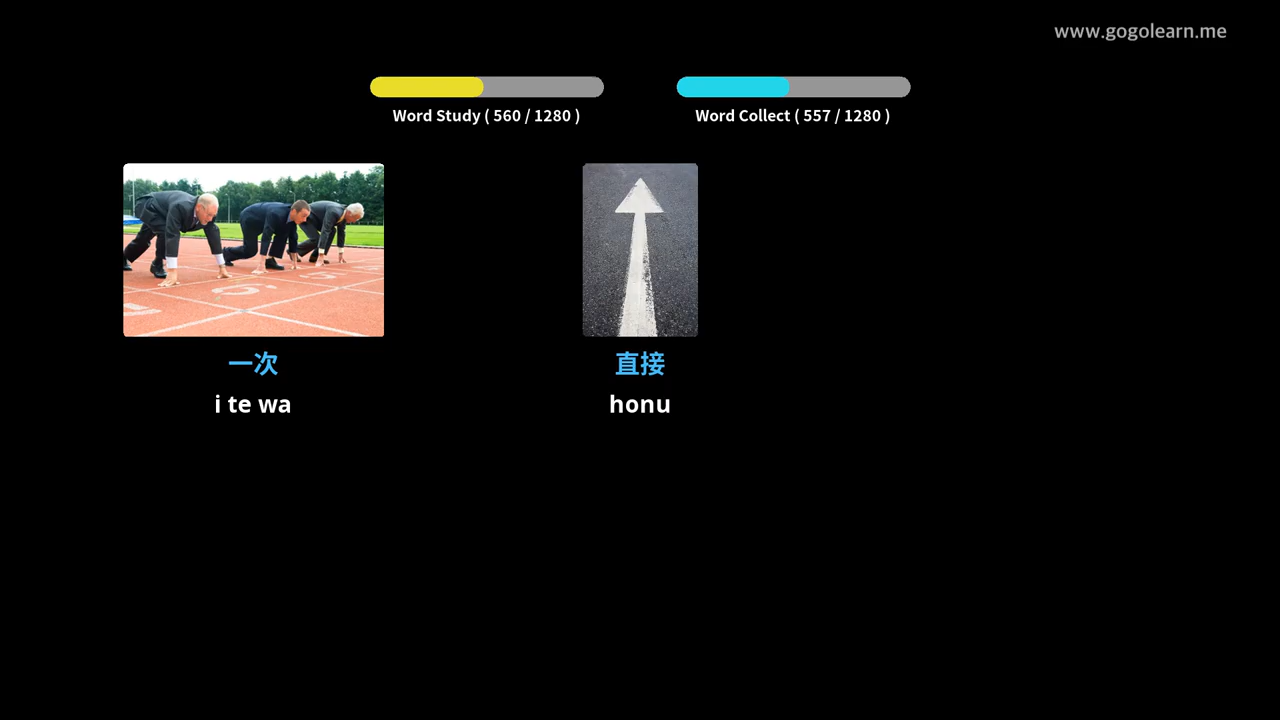 www.gogolearn.me
Word Study ( 560 / 1280 )
Word Collect ( 557 / 1280 )
一次
i te wa
直接
honu